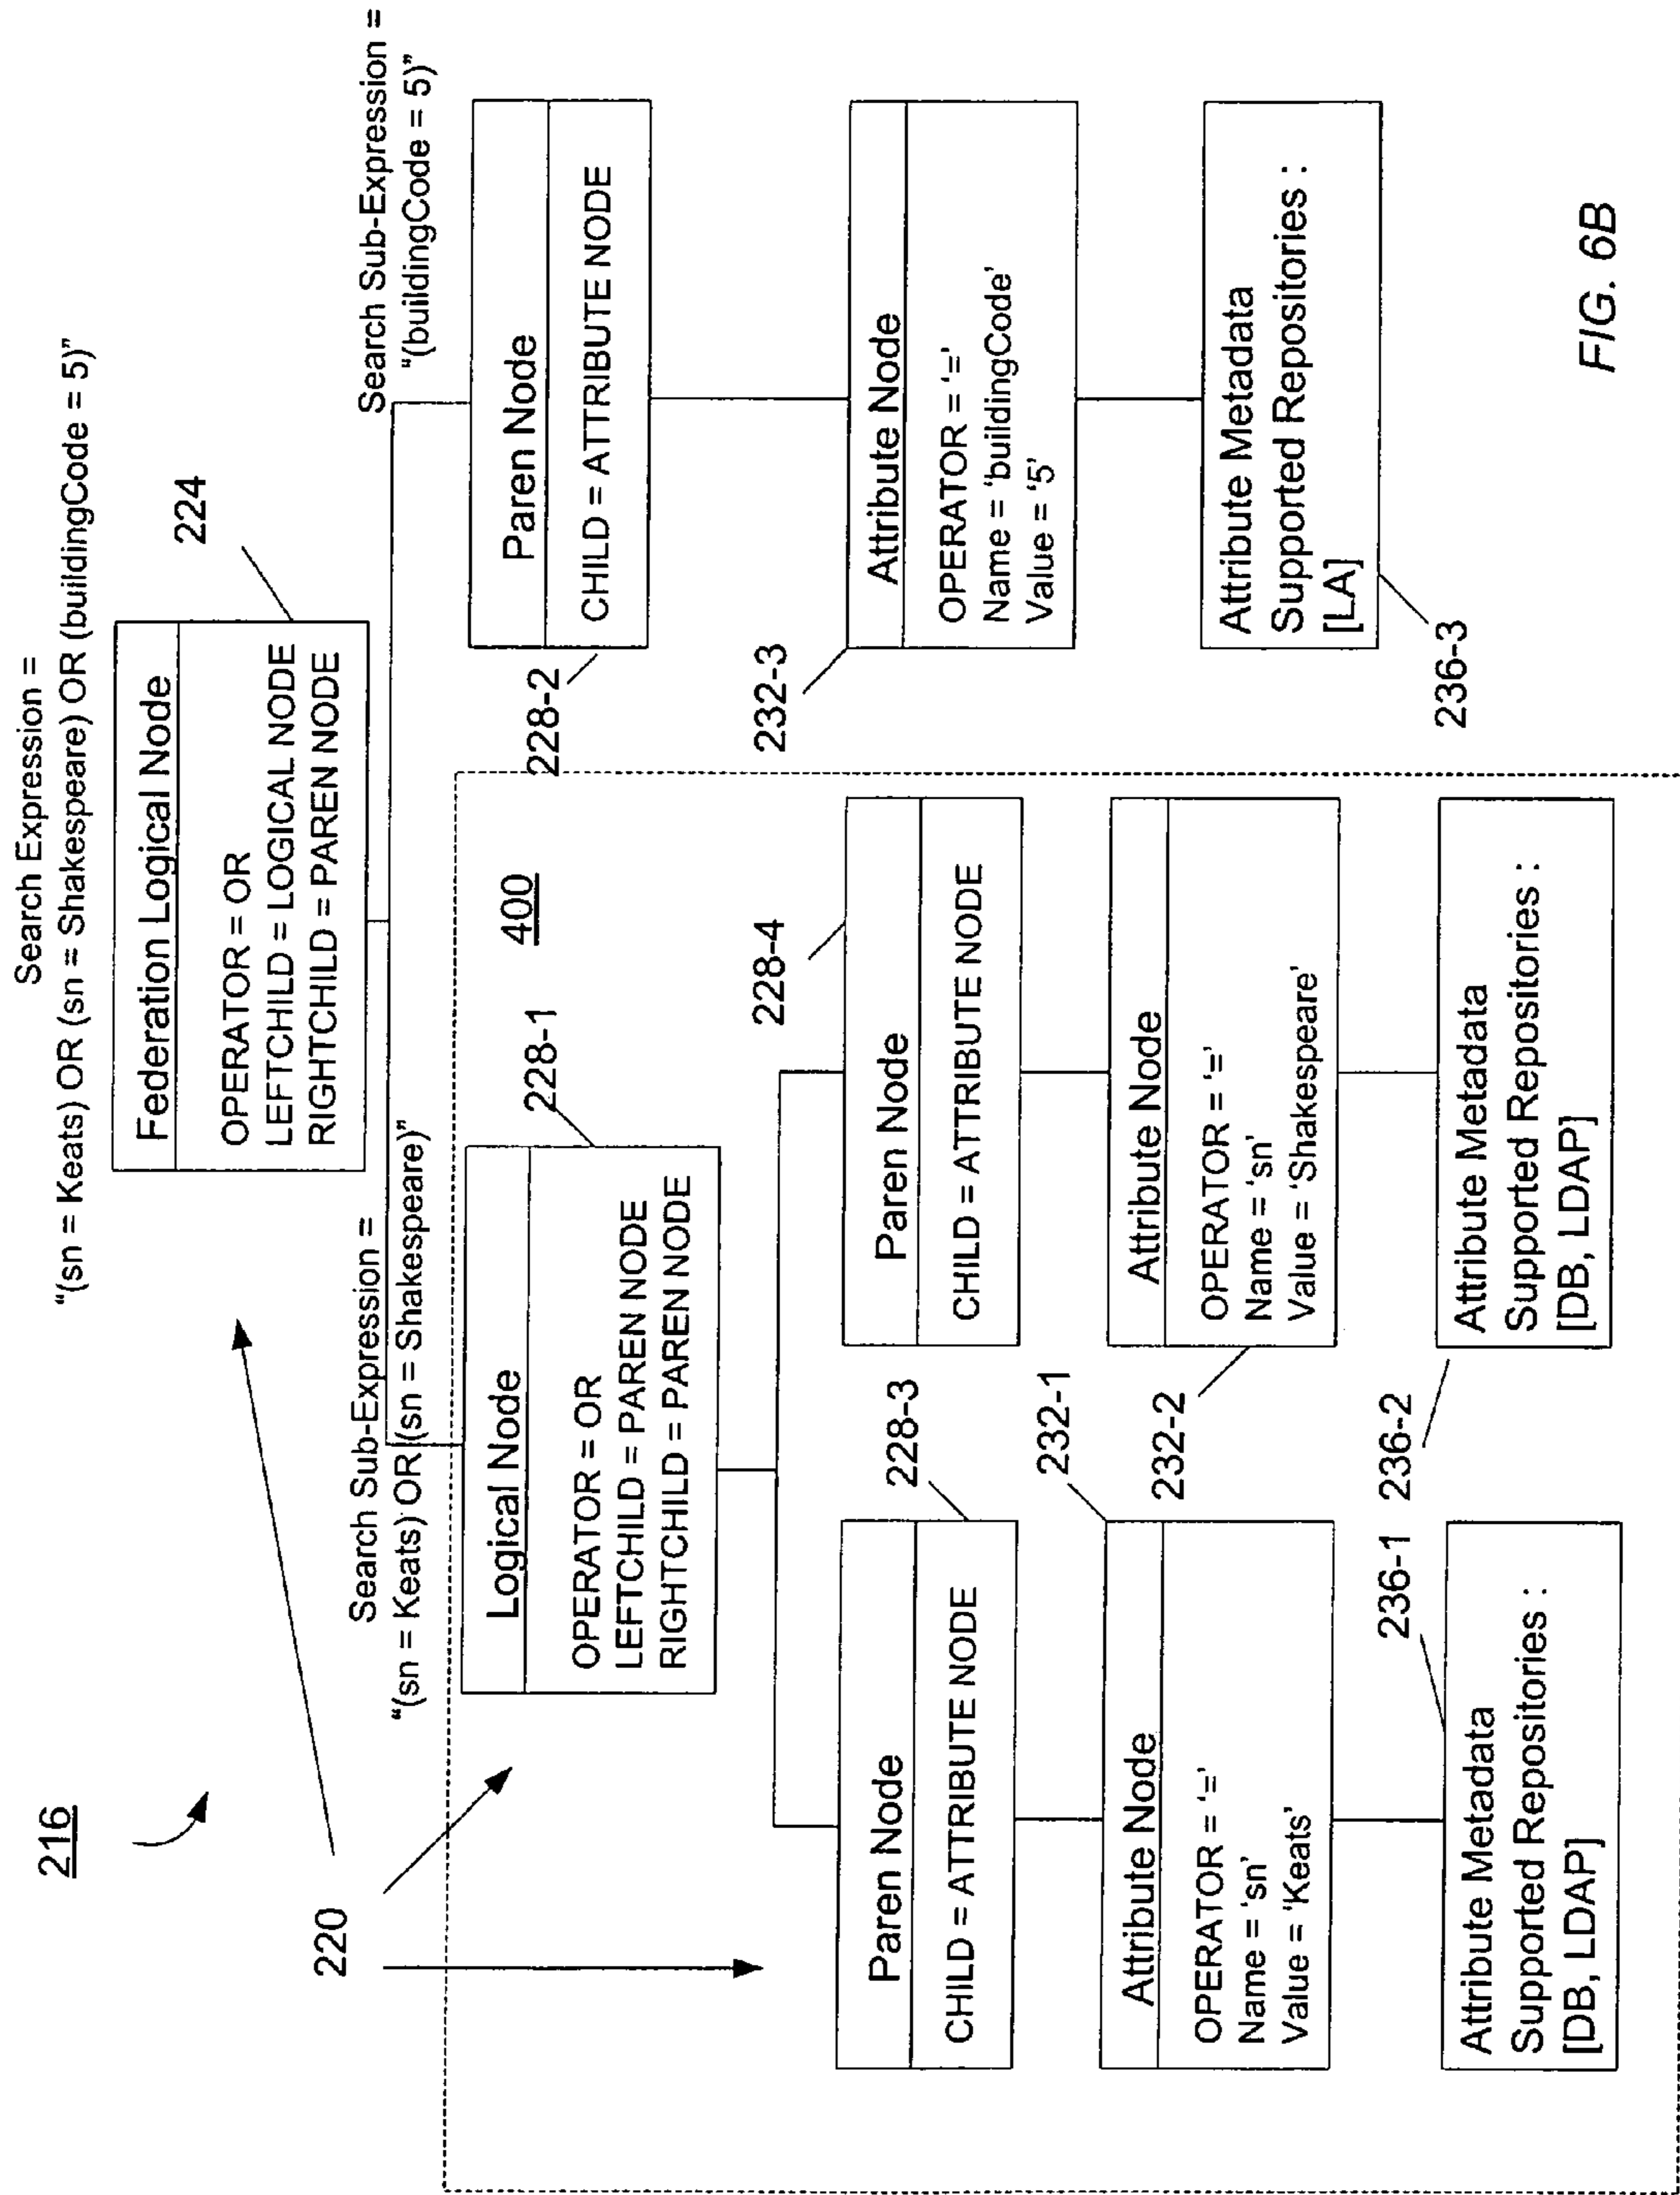 216
Search Expression =
“(sn = Keats) OR (sn = Shakespeare) OR (buildingCode = 5)”
220
224
Federation Logical Node
OPERATOR = OR
LEFTCHILD = LOGICAL NODE
RIGHTCHILD = PAREN NODE
Search Sub-Expression =
“(sn = Keats) OR (sn = Shakespeare)”
Search Sub-Expression =
“(buildingCode = 5)”
400
228-1
Logical Node
OPERATOR = OR
LEFTCHILD = PAREN NODE
RIGHTCHILD = PAREN NODE
228-2
Paren Node
CHILD = ATTRIBUTE NODE
228-3
Paren Node
CHILD = ATTRIBUTE NODE
228-4
Paren Node
CHILD = ATTRIBUTE NODE
232-3
Attribute Node
OPERATOR = ‘=’
Name = ‘buildingCode’
Value = ‘5’
232-1
Attribute Node
OPERATOR = ‘=’
Name = ‘sn’
Value = ‘Keats’
232-2
Attribute Node
OPERATOR = ‘=’
Name = ‘sn’
Value = ‘Shakespeare’
236-3
Attribute Metadata
Supported Repositories :
[LA]
236-1
Attribute Metadata
Supported Repositories :
[DB, LDAP]
236-2
Attribute Metadata
Supported Repositories :
[DB, LDAP]
FIG. 6B